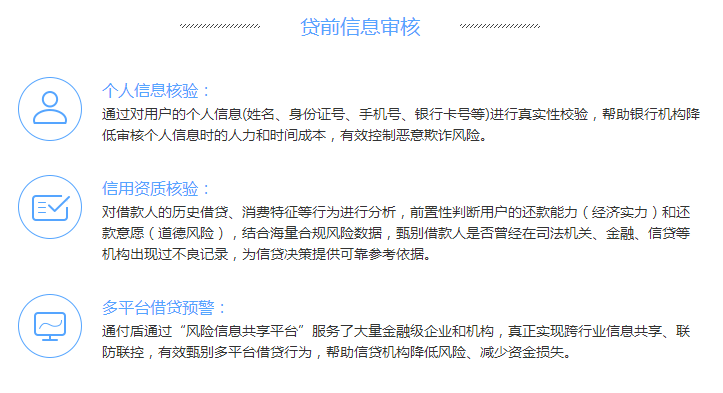 贷前信息审核
个人信息核验：
通过对用户的个人信息(姓名、身份证号、手机号、银行卡号等)进行真实性校验，帮助银行机构降
低审核个人信息时的人力和时间成本，有效控制恶意欺诈风险。
信用资质核验：
对借款人的历史借贷、消费特征等行为进行分析，前置性判断用户的还款能力（经济实力）和还
款意愿（道德风险），结合海量合规风险数据，甄别借款人是否曾经在司法机关、金融、信贷等
机构出现过不良记录，为信贷决策提供可靠参考依据。
多平台借贷预警：
通付盾通过“风险信息共享平台”服务了大量金融级企业和机构，真正实现跨行业信息共享、联
防联控，有效甄别多平台借贷行为，帮助信贷机构降低风险、减少资金损失。